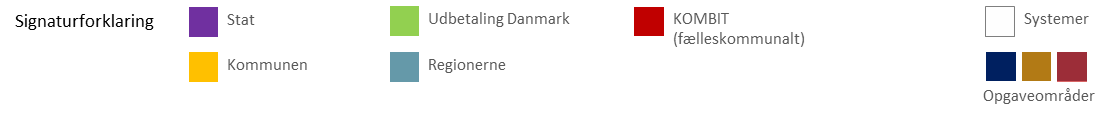 Signaturforklaring
Stat
Udbetaling Danmark
KOMBIT
(fælleskommunalt)
Systemer
Kommunen
Regionerne
Opgaveområder